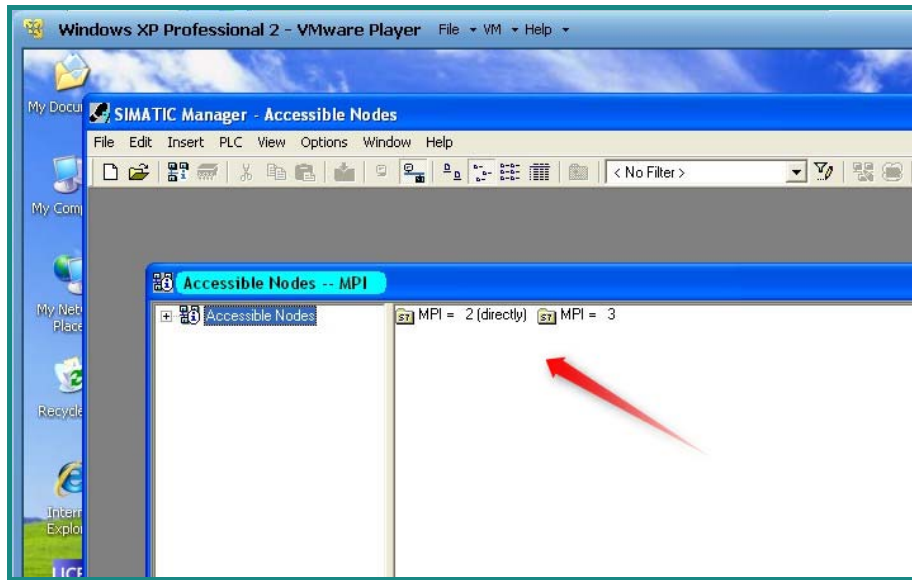 Windows XP Professional 2 - VMware Player File VM Help
My Docu
SIMATIC Manager - Accessible Nodes
File Edit Insert PLC View Options Window Help
< No Filter >
My Com
Accessible Nodes -- MPI
My Net
Place
Accessible Nodes
MPI = 2 (directly) MPI = 3
Recycle
Intern
Explo
LICE